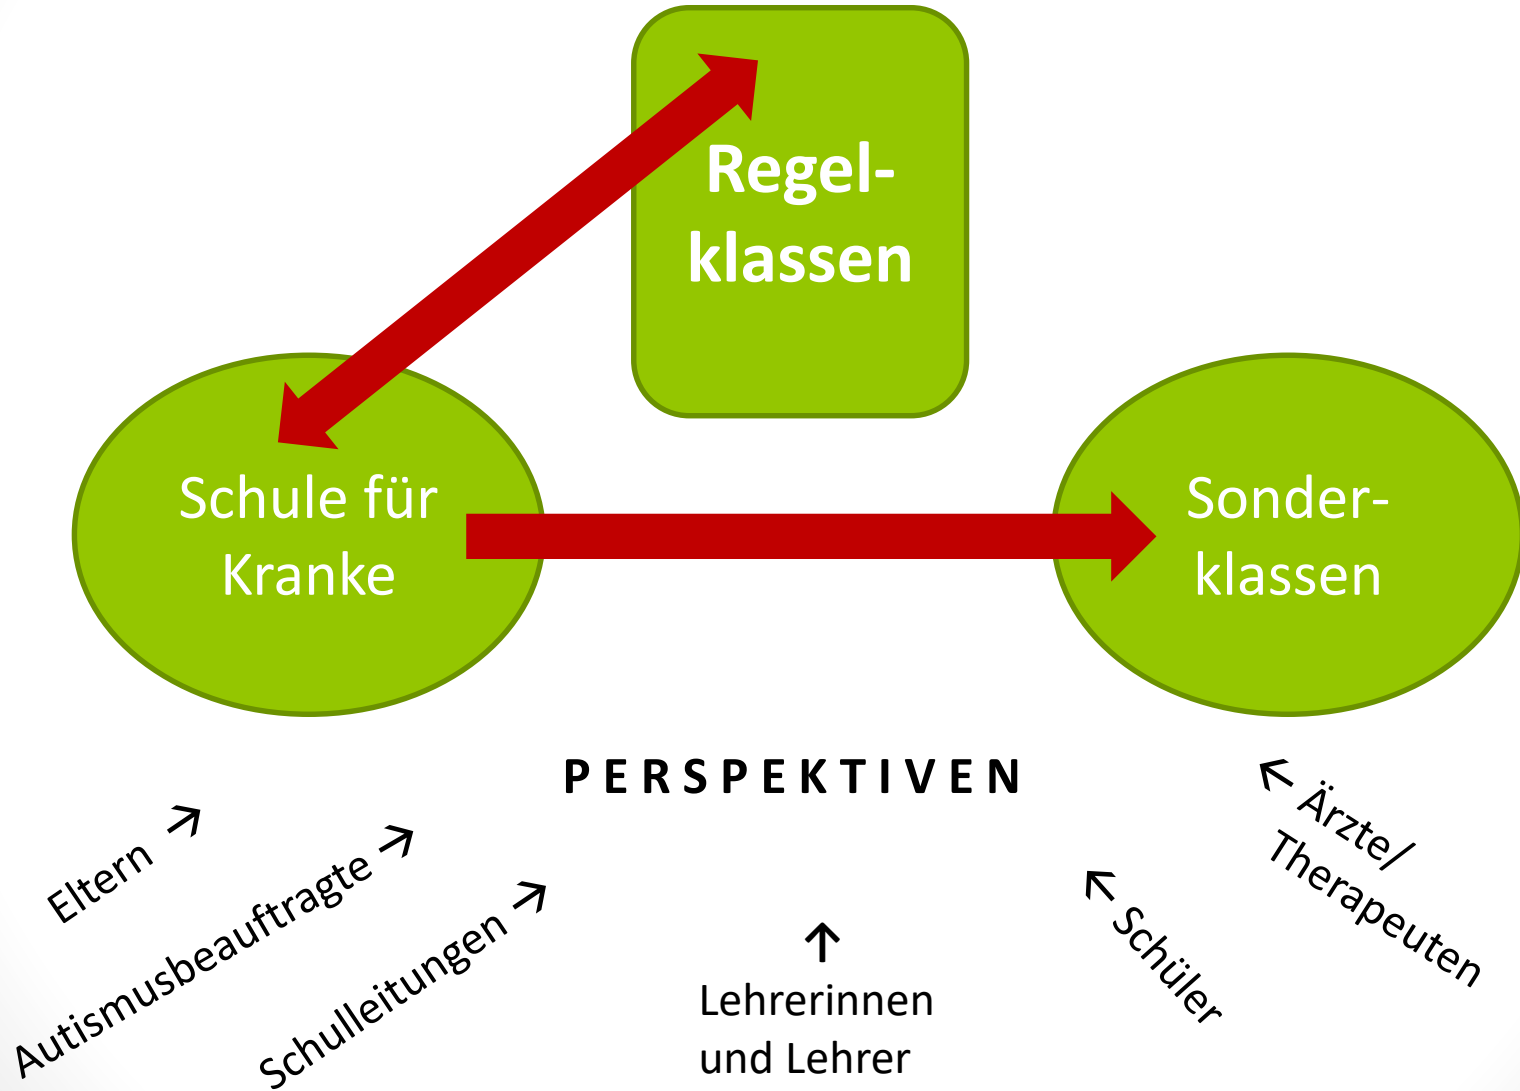 Regel-
klassen
Schule für
Kranke
Sonder-
klassen
PERSPEKTIVEN
Eltern →
Autismusbeauftragte →
Schulleitungen →
↑
Lehrerinnen
und Lehrer
← Schüler
← Ärzte/
Therapeuten